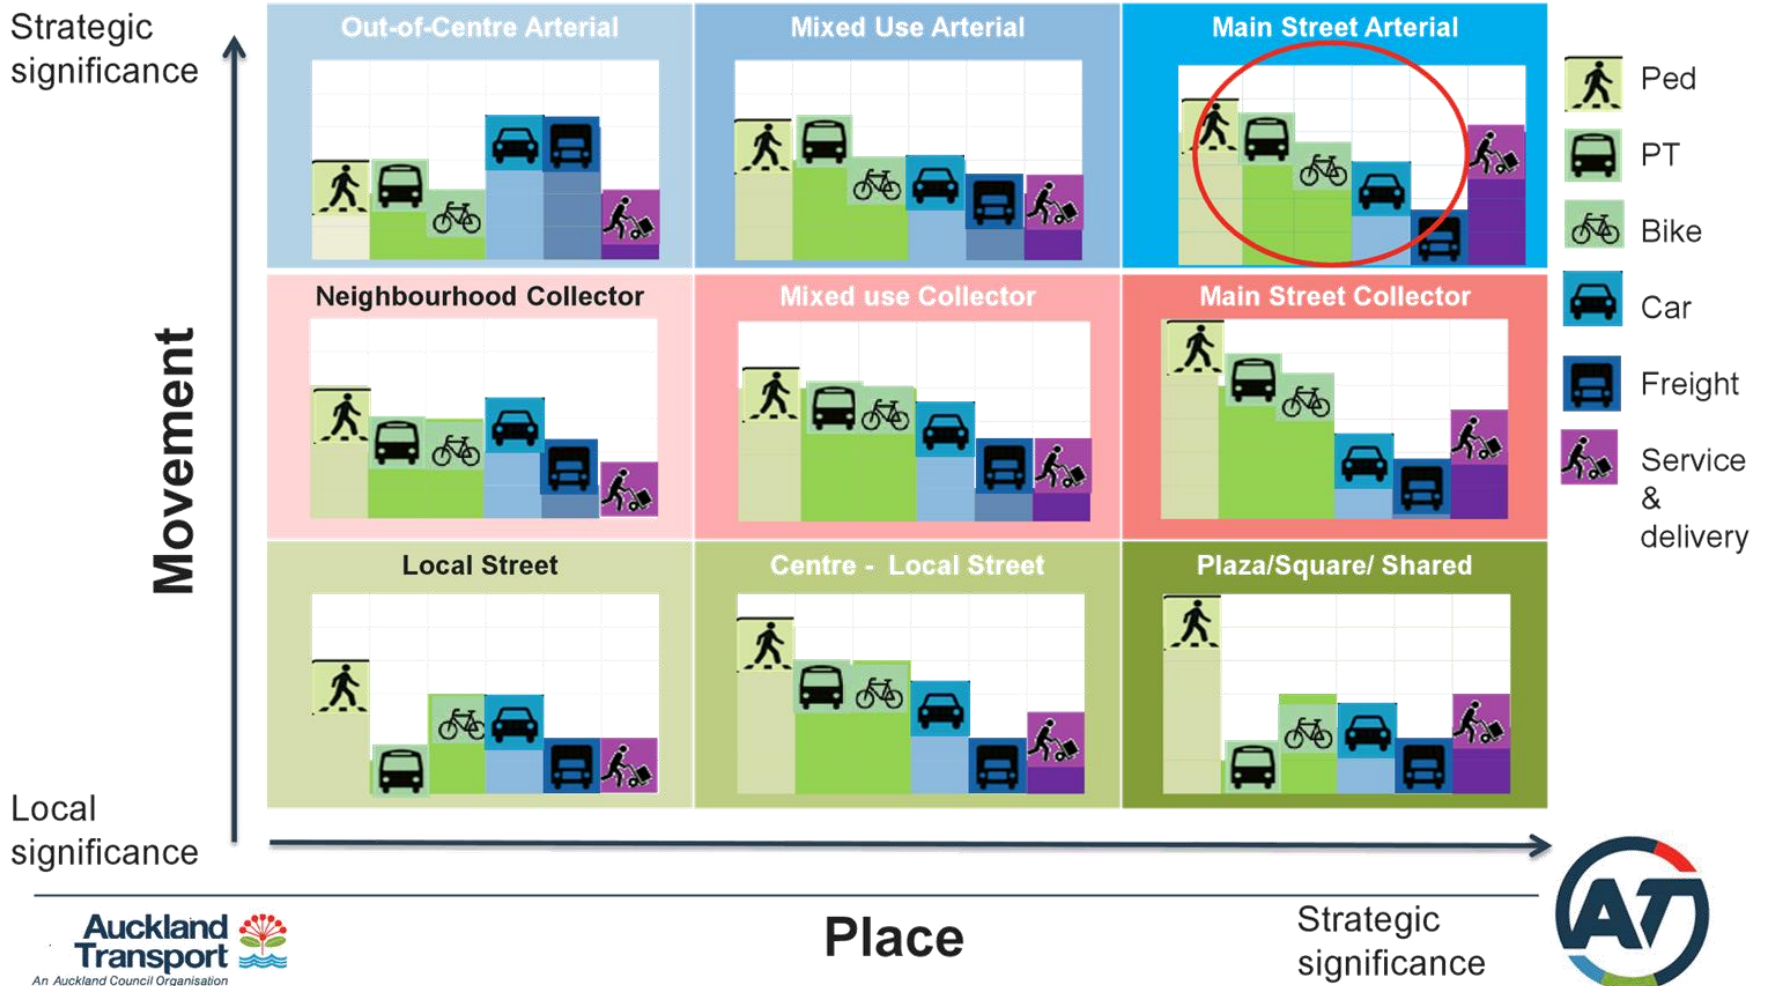 Strategic
significance
Out-of-Centre Arterial
Mixed Use Arterial
Main Street Arterial
Ped
PT
Bike
Car
Freight
Service
&
delivery
Movement
Neighbourhood Collector
Mixed use Collector
Main Street Collector
Local Street
Centre - Local Street
Plaza/Square/ Shared
Local
significance
Auckland
Transport
An Auckland Council Organisation
Place
Strategic
significance
AT